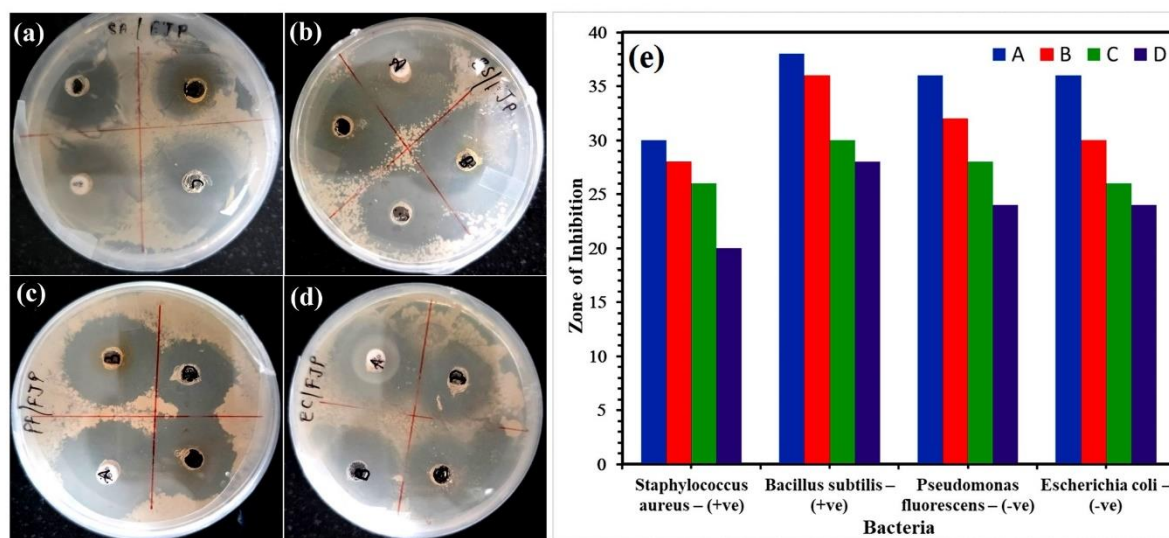 (a)
SA/FJP
C
(b)
A
BS/FJP
B
(c)
PF/FJP
B
A
(d)
EC/FJP
A
B
D
(e)
A B C D
40
35
30
25
20
15
10
5
0
Zone of Inhibition
Staphylococcus
aureus – (+ve)
Bacillus subtilis –
(+ve)
Pseudomonas
fluorescens – (-ve)
Escherichia coli –
(-ve)
Bacteria